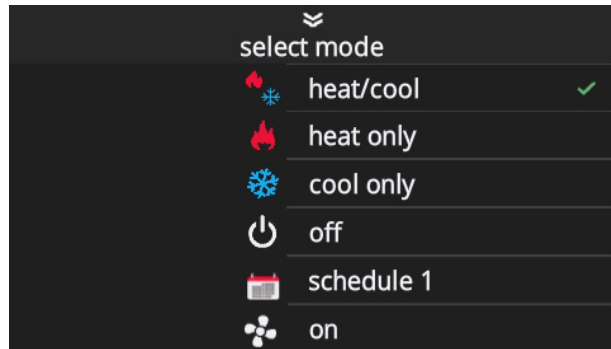 select mode
heat/cool
heat only
cool only
off
schedule 1
on